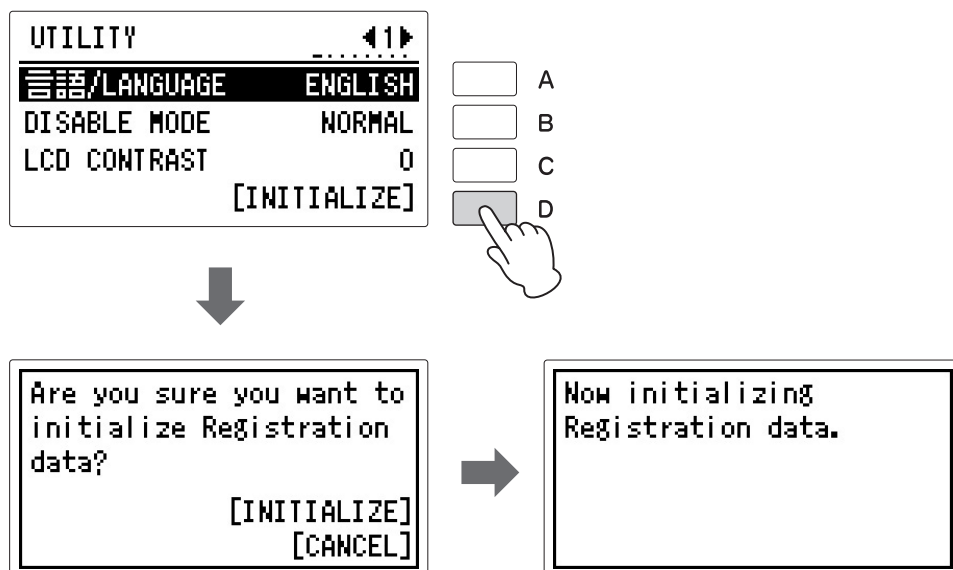 UTILITY 1
言語/LANGUAGE ENGLISH
DISABLE MODE NORMAL
LCD CONTRAST 0
[INITIALIZE]
A
B
C
D
Are you sure you want to
initialize Registration
data?
[INITIALIZE]
[CANCEL]
Now initializing
Registration data.